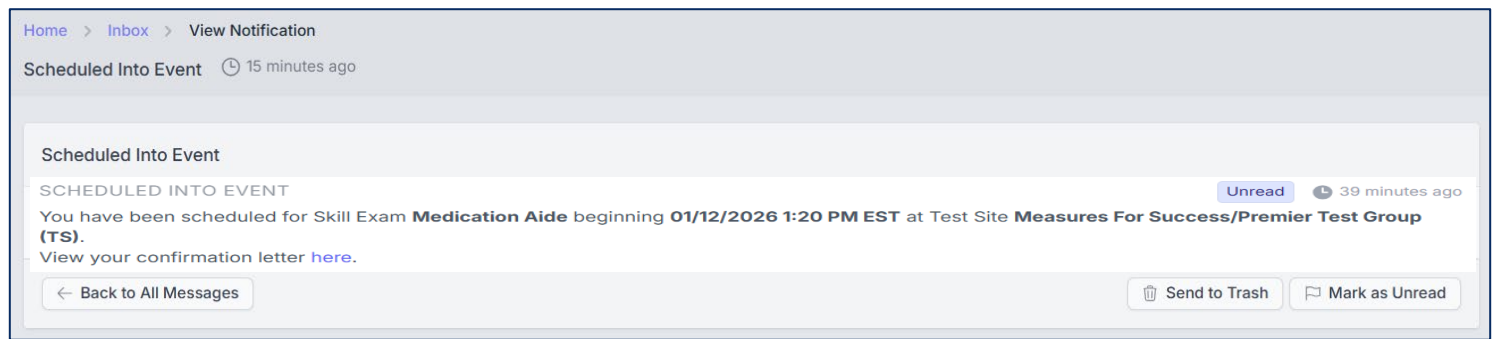 Home > Inbox > View Notification
Scheduled Into Event 15 minutes ago
Scheduled Into Event
SCHEDULED INTO EVENT Unread 39 minutes ago
You have been scheduled for Skill Exam Medication Aide beginning 01/12/2026 1:20 PM EST at Test Site Measures For Success/Premier Test Group
(TS).
View your confirmation letter here.
← Back to All Messages Send to Trash Mark as Unread